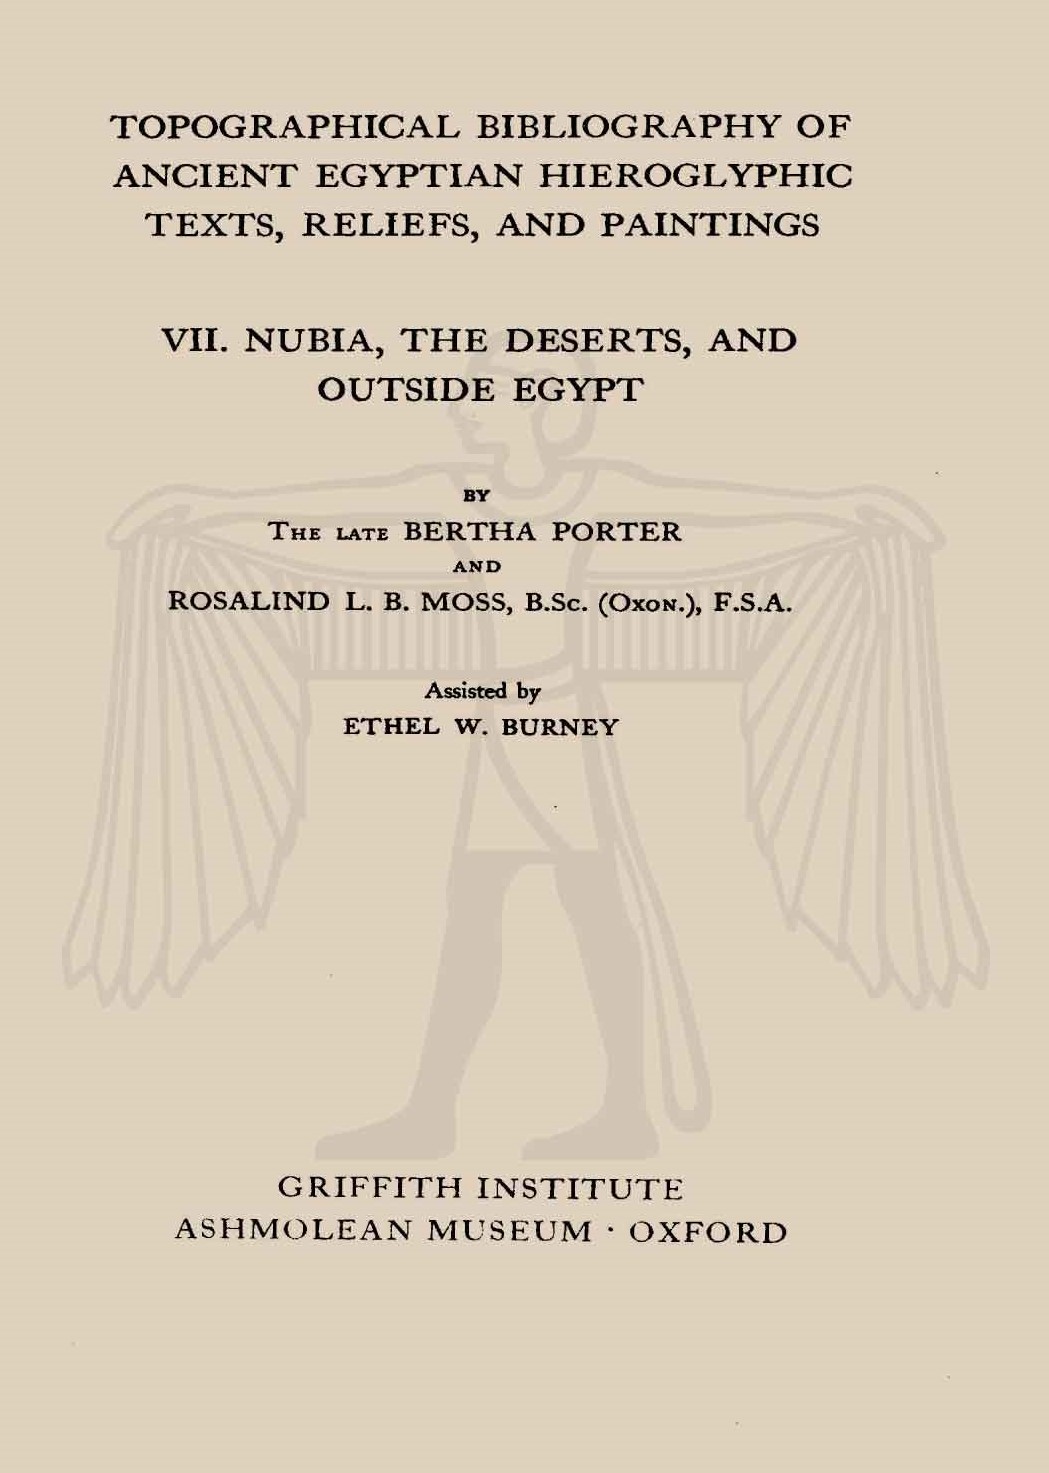 TOPOGRAPHICAL BIBLIOGRAPHY OF
ANCIENT EGYPTIAN HIEROGLYPHIC
TEXTS, RELIEFS, AND PAINTINGS
VII. NUBIA, THE DESERTS, AND
OUTSIDE EGYPT
BY
THE LATE BERTHA PORTER
AND
ROSALIND L. B. MOSS, B.Sc. (OXON.), F.S.A.
Assisted by
ETHEL W. BURNEY
GRIFFITH INSTITUTE
ASHMOLEAN MUSEUM · OXFORD